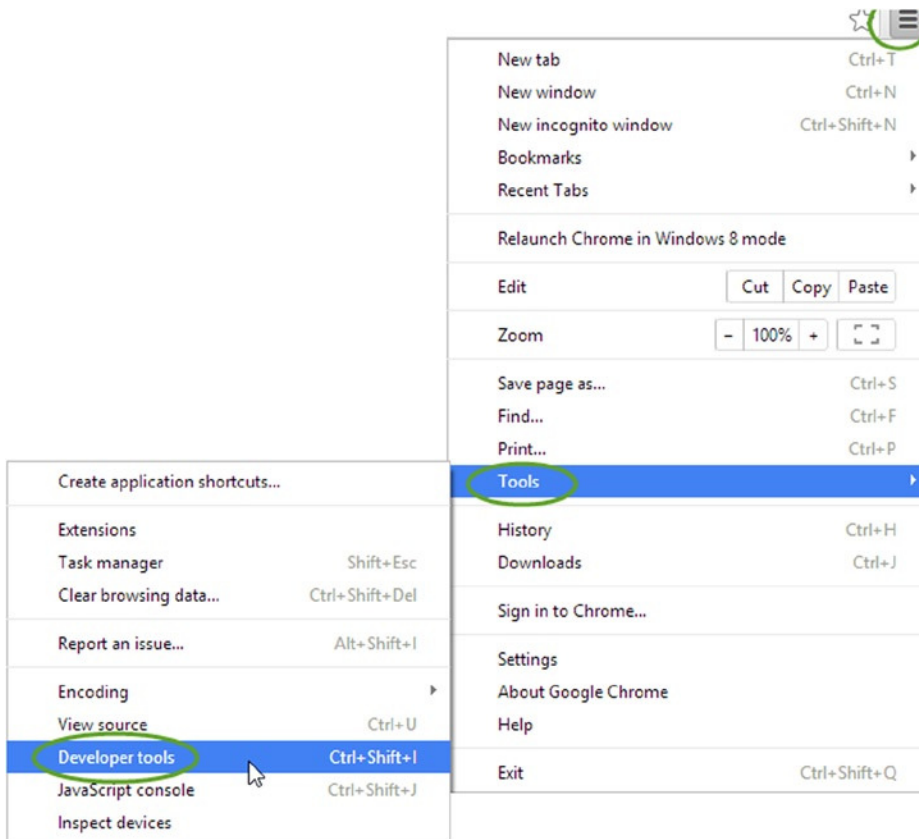 New tab Ctrl+T
New window Ctrl+N
New incognito window Ctrl+Shift+N
Bookmarks
Recent Tabs
Relaunch Chrome in Windows 8 mode
Edit Cut Copy Paste
Zoom - 100% +
Save page as... Ctrl+S
Find... Ctrl+F
Print... Ctrl+P
Tools
History Ctrl+H
Downloads Ctrl+J
Sign in to Chrome...
Settings
About Google Chrome
Help
Exit Ctrl+Shift+Q
Create application shortcuts...
Extensions
Task manager Shift+Esc
Clear browsing data... Ctrl+Shift+Del
Report an issue... Alt+Shift+I
Encoding
View source Ctrl+U
Developer tools Ctrl+Shift+I
JavaScript console Ctrl+Shift+J
Inspect devices